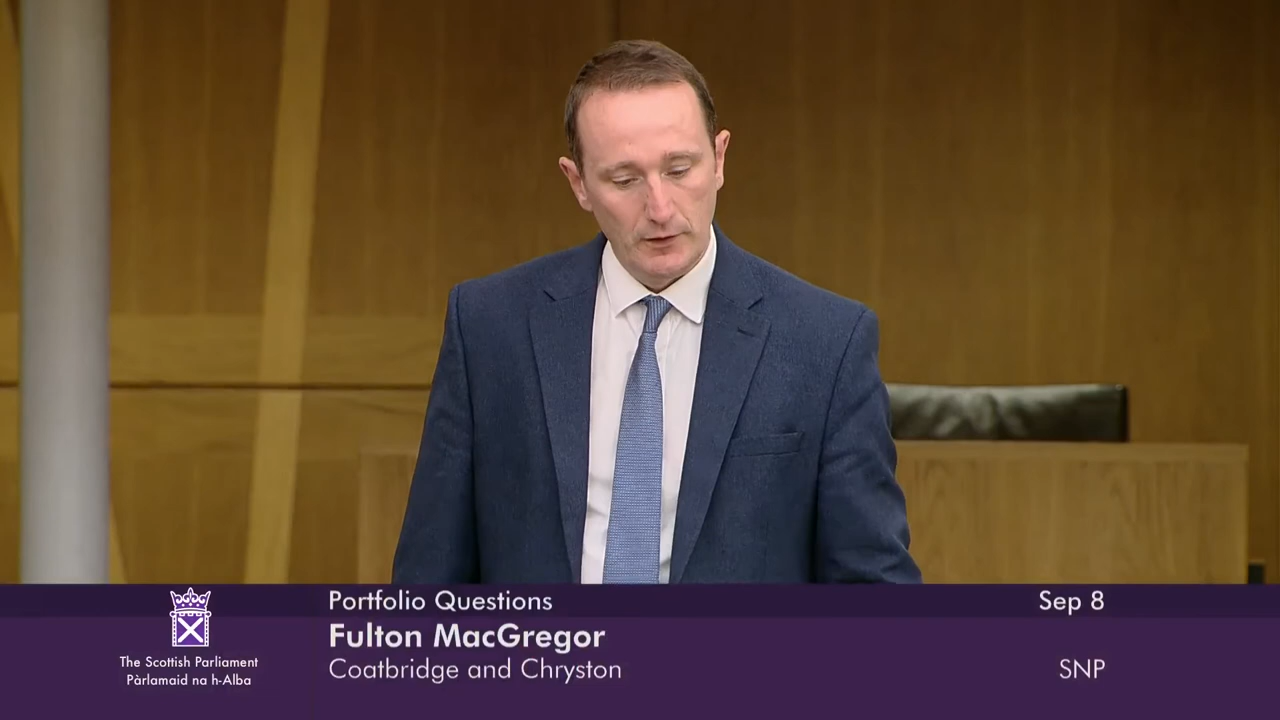 Portfolio Questions
Sep 8
Fulton MacGregor
Coatbridge and Chryston
SNP
The Scottish Parliament
Pàrlamaid na h-Alba